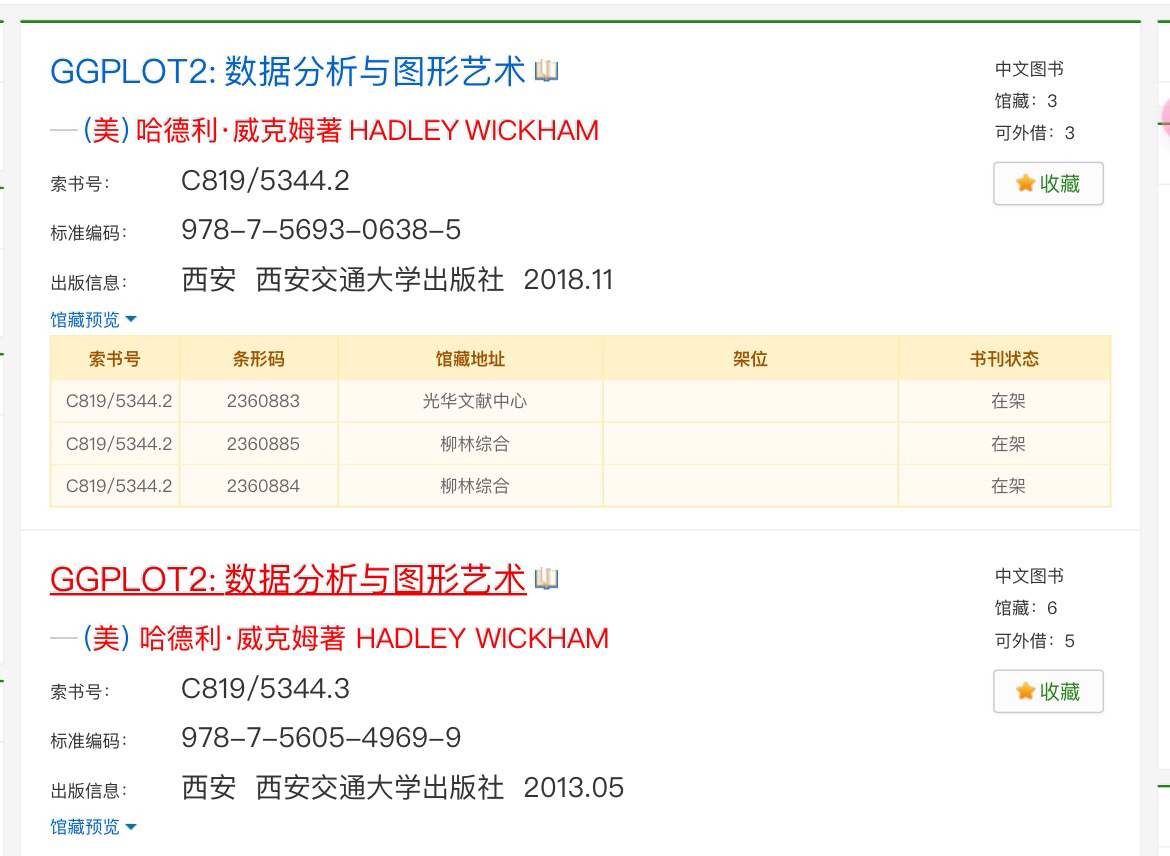 GGPLOT2: 数据分析与图形艺术
中文图书
— (美) 哈德利·威克姆著 HADLEY WICKHAM
馆藏：3
可外借：3
收藏
索书号： C819/5344.2
标准编码： 978-7-5693-0638-5
出版信息： 西安 西安交通大学出版社 2018.11
馆藏预览
索书号 条形码 馆藏地址 架位 书刊状态
C819/5344.2 2360883 光华文献中心 在架
C819/5344.2 2360885 柳林综合 在架
C819/5344.2 2360884 柳林综合 在架
GGPLOT2: 数据分析与图形艺术
中文图书
— (美) 哈德利·威克姆著 HADLEY WICKHAM
馆藏：6
可外借：5
收藏
索书号： C819/5344.3
标准编码： 978-7-5605-4969-9
出版信息： 西安 西安交通大学出版社 2013.05
馆藏预览